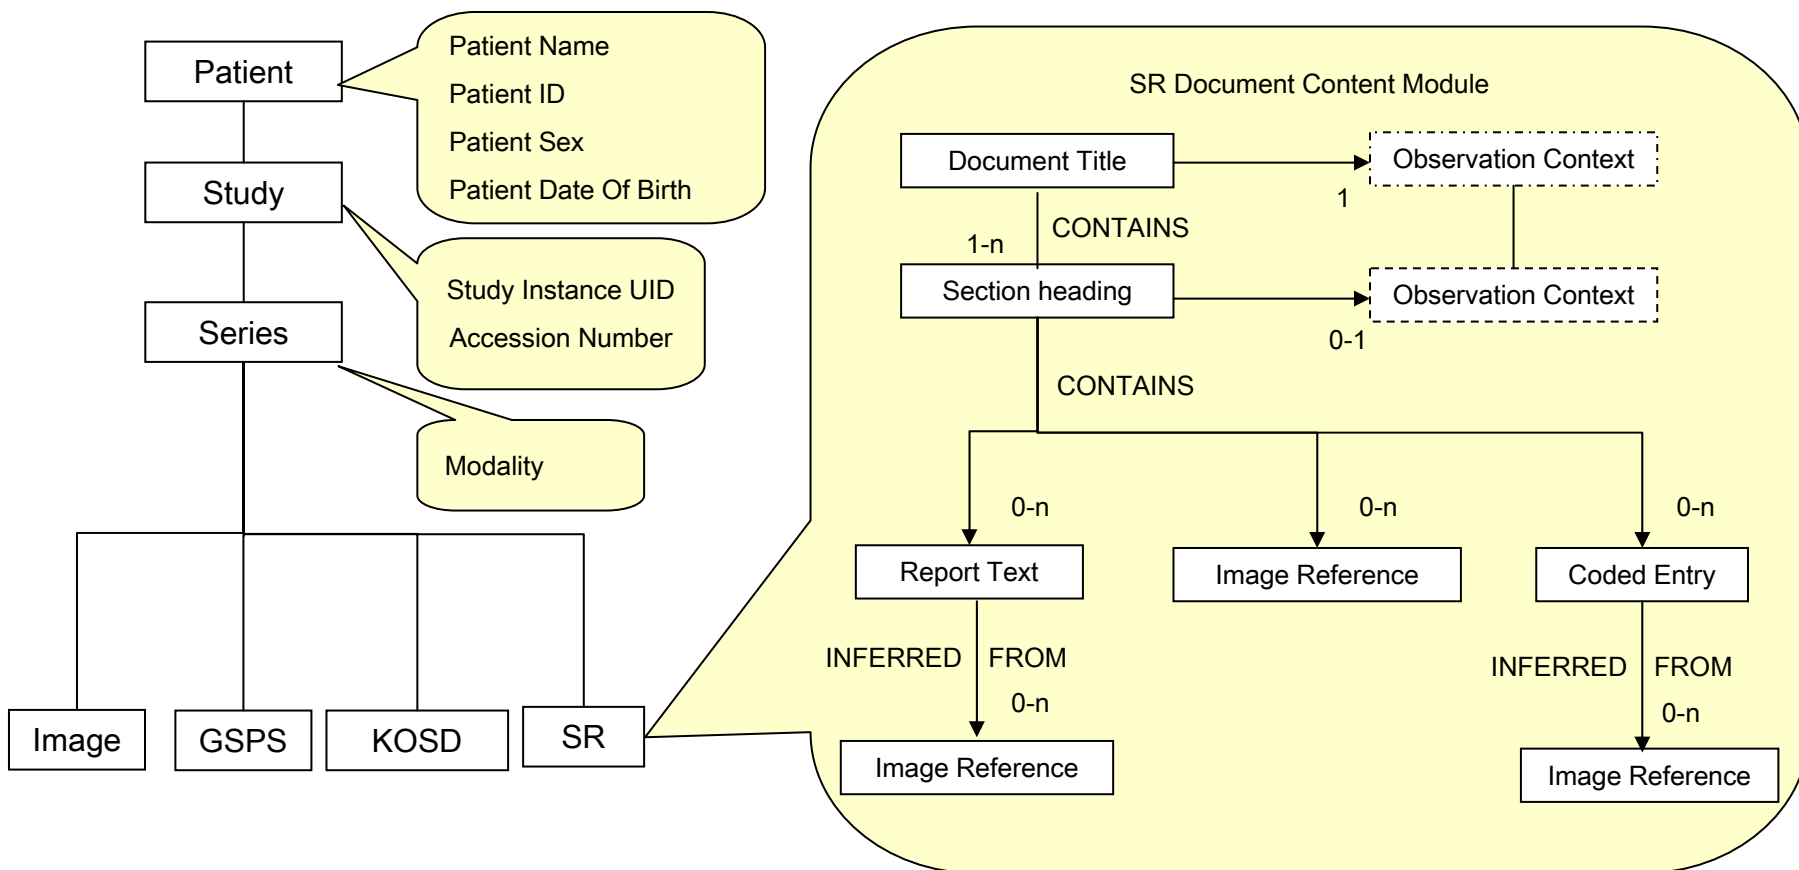 Patient
Patient Name
Patient ID
Patient Sex
Patient Date Of Birth
Study
Study Instance UID
Accession Number
Series
Modality
Image
GSPS
KOSD
SR
SR Document Content Module
Document Title
Observation Context
1
CONTAINS
1-n
Section heading
Observation Context
0-1
CONTAINS
0-n
0-n
0-n
Report Text
Image Reference
Coded Entry
INFERRED FROM
0-n
INFERRED FROM
0-n
Image Reference
Image Reference